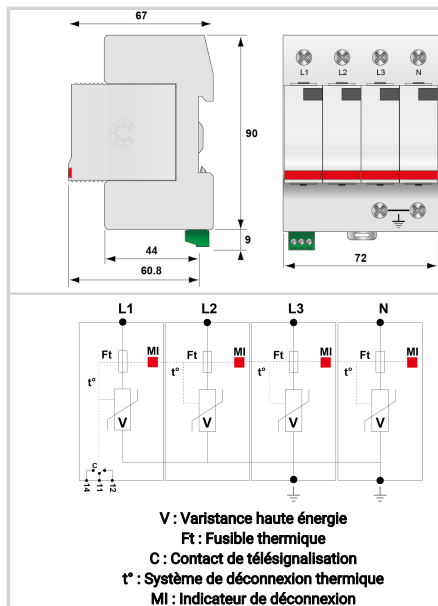 67
L1 L2 L3 N
90
9
44
60.8
72
L1 L2 L3 N
Ft MI Ft MI Ft MI Ft MI
t° t° t° t°
V V V V
C
14 11 12
V : Varistance haute énergie
Ft : Fusible thermique
C : Contact de télésignalisation
t° : Système de déconnexion thermique
MI : Indicateur de déconnexion